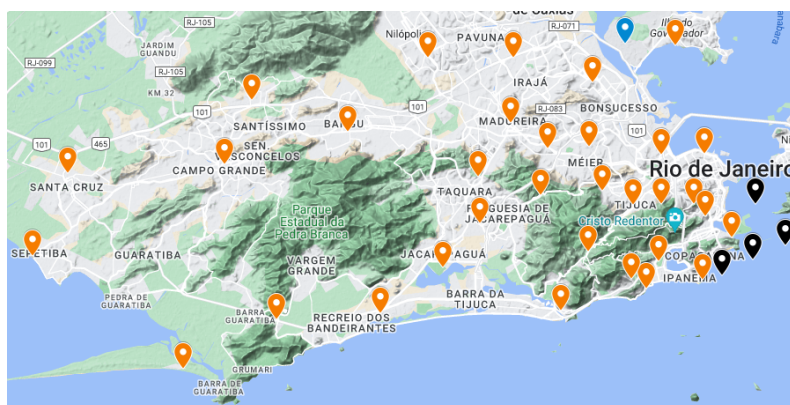 RJ-105
de Caxias
RJ-071
Ilha do
Governador
Nilópol
PAVUNA
JARDIM
GUANDU
RJ-099
RJ-105
KM 32
IRAJÁ
101
RJ-083
BONSUCESSO
101
MADUREIRA
SANTÍSSIMO
BANGU
101
101
465
SEN.
VASCONCELOS
CAMPO GRANDE
MÉIER
Rio de Janeiro
SANTA CRUZ
TAQUARA
TIJUCA
Parque
Estadual da
Pedra Branca
FREGUESIA DE
JACAREPAGUÁ
Cristo Redentor
SEPETIBA
GUARATIBA
VARGEM
GRANDE
JACAREPAGUÁ
COPACABANA
IPANEMA
PEDRA DE
GUARATIBA
BARRA
GUARATIBA
BARRA DA
TIJUCA
RECREIO DOS
BANDEIRANTES
GRUMARI
BARRA DE
GUARATIBA